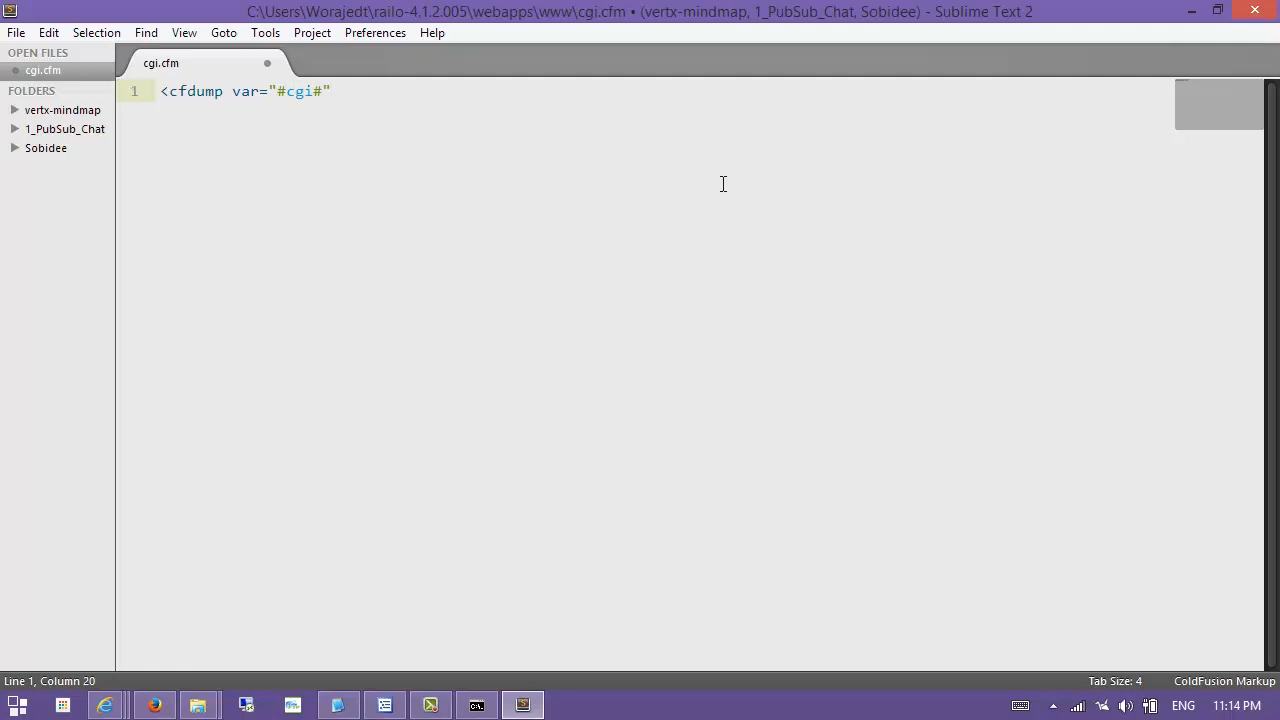 C:\Users\Worajedt\railo-4.1.2.005\webapps\www\cgi.cfm • (vertx-mindmap, 1_PubSub_Chat, Sobidee) - Sublime Text 2
File Edit Selection Find View Goto Tools Project Preferences Help
OPEN FILES
cgi.cfm
cgi.cfm
FOLDERS
1 <cfdump var="#cgi#"
vertx-mindmap
1_PubSub_Chat
Sobidee
Line 1, Column 20
Tab Size: 4
ColdFusion Markup
ENG
11:14 PM